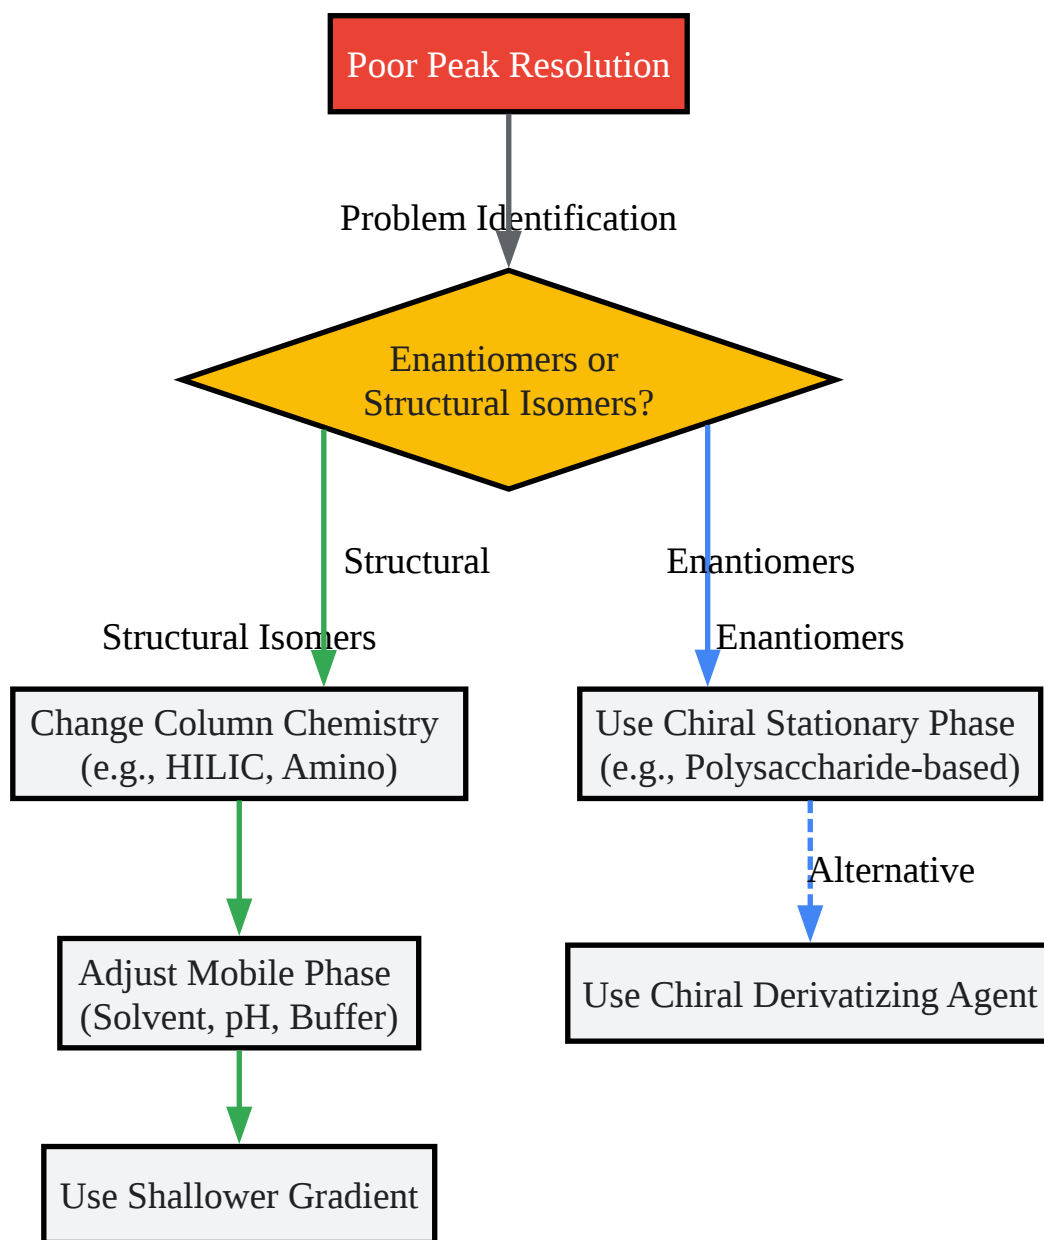 Poor Peak Resolution
Problem Identification
Enantiomers or
Structural Isomers?
Structural
Enantiomers
Structural Isomers
Enantiomers
Change Column Chemistry
(e.g., HILIC, Amino)
Use Chiral Stationary Phase
(e.g., Polysaccharide-based)
Alternative
Adjust Mobile Phase
(Solvent, pH, Buffer)
Use Chiral Derivatizing Agent
Use Shallower Gradient